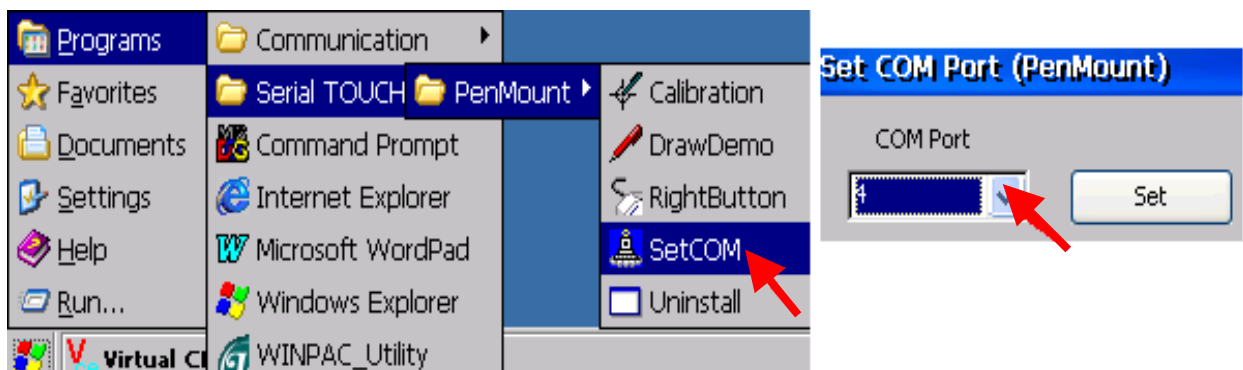 Programs
Favorites
Documents
Settings
Help
Run...
Virtual
Communication
Serial TOUCH
Command Prompt
Internet Explorer
Microsoft WordPad
Windows Explorer
WINPAC_Utility
PenMount
Calibration
DrawDemo
RightButton
SetCOM
Uninstall
Set COM Port (PenMount)
COM Port
4
Set